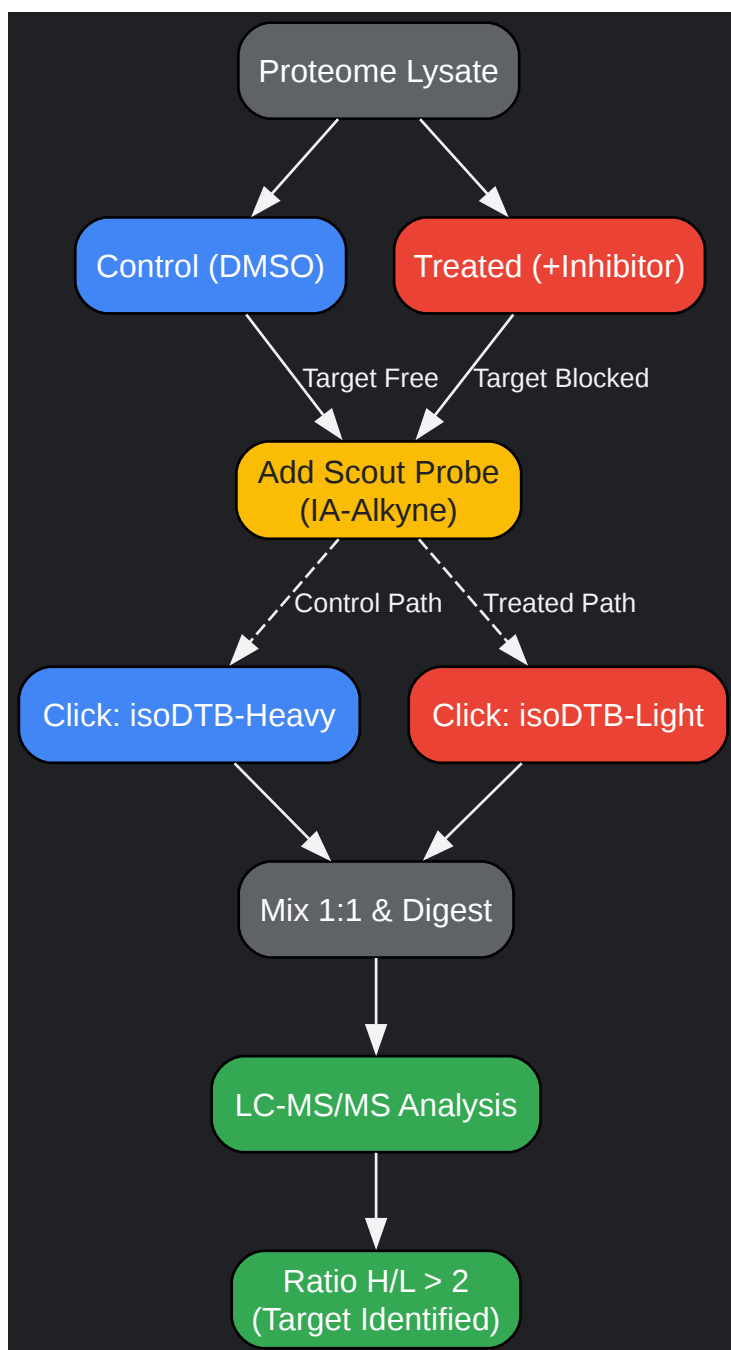 Proteome Lysate
Control (DMSO)
Treated (+Inhibitor)
Target Free
Target Blocked
Add Scout Probe
(IA-Alkyne)
Control Path
Treated Path
Click: isoDTB-Heavy
Click: isoDTB-Light
Mix 1:1 & Digest
LC-MS/MS Analysis
Ratio H/L > 2
(Target Identified)